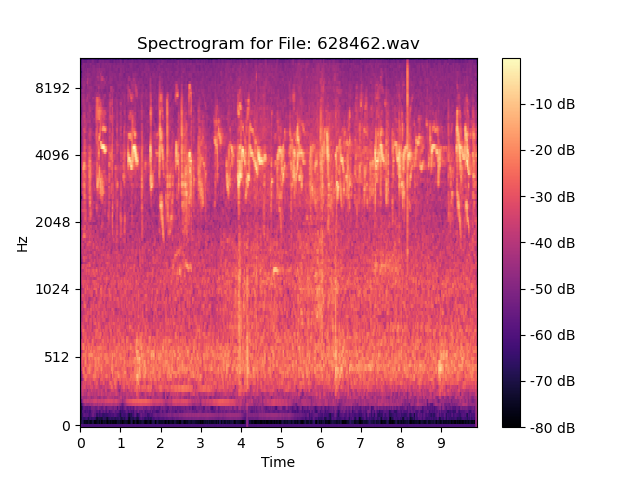 Spectrogram for File: 628462.wav
8192
4096
2048
1024
512
0
Hz
0 1 2 3 4 5 6 7 8 9
Time
-10 dB
-20 dB
-30 dB
-40 dB
-50 dB
-60 dB
-70 dB
-80 dB